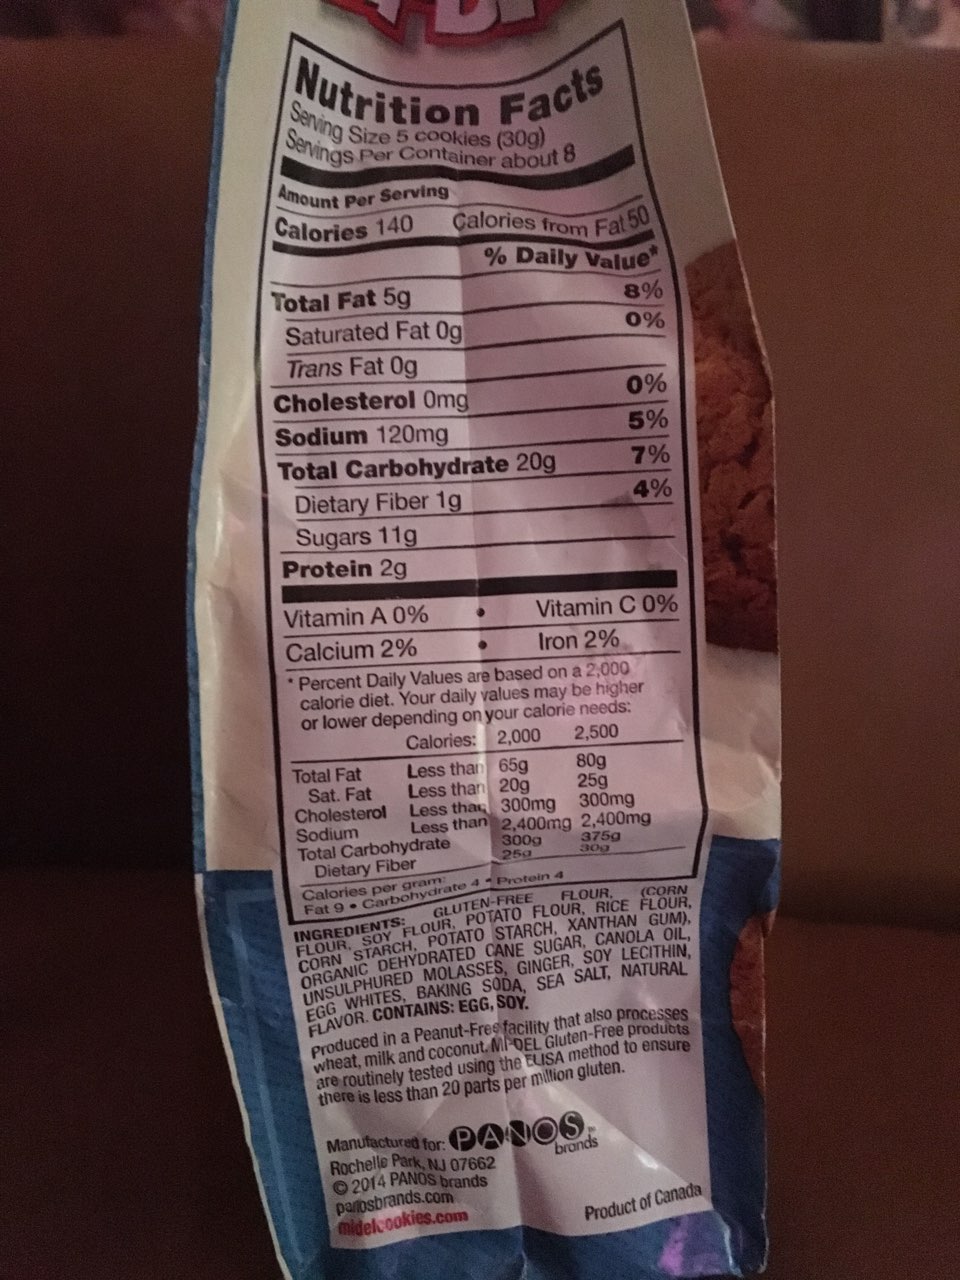 Nutrition Facts
Serving Size 5 cookies (30g)
Servings Per Container about 8
Amount Per Serving
Calories 140 Calories from Fat 50
% Daily Value*
Total Fat 5g 8%
Saturated Fat 0g 0%
Trans Fat 0g
Cholesterol 0mg 0%
Sodium 120mg 5%
Total Carbohydrate 20g 7%
Dietary Fiber 1g 4%
Sugars 11g
Protein 2g
Vitamin A 0% • Vitamin C 0%
Calcium 2% • Iron 2%
* Percent Daily Values are based on a 2,000
calorie diet. Your daily values may be higher
or lower depending on your calorie needs:
Calories: 2,000 2,500
Total Fat Less than 65g 80g
Sat. Fat Less than 20g 25g
Cholesterol Less than 300mg 300mg
Sodium Less than 2,400mg 2,400mg
Total Carbohydrate 300g 375g
Dietary Fiber 25g 30g
Calories per gram:
Fat 9 • Carbohydrate 4 • Protein 4
INGREDIENTS: GLUTEN-FREE FLOUR, (CORN
FLOUR, SOY FLOUR, POTATO FLOUR, RICE FLOUR,
CORN STARCH, POTATO STARCH, XANTHAN GUM),
ORGANIC DEHYDRATED CANE SUGAR, CANOLA OIL,
UNSULPHURED MOLASSES, GINGER, SOY LECITHIN,
EGG WHITES, BAKING SODA, SEA SALT, NATURAL
FLAVOR. CONTAINS: EGG, SOY.
Produced in a Peanut-Free facility that also processes
wheat, milk and coconut. MI-DEL Gluten-Free products
are routinely tested using the ELISA method to ensure
there is less than 20 parts per million gluten.
Manufactured for: PANOS brands
Rochelle Park, NJ 07662
© 2014 PANOS brands
panosbrands.com
midelcookies.com
Product of Canada